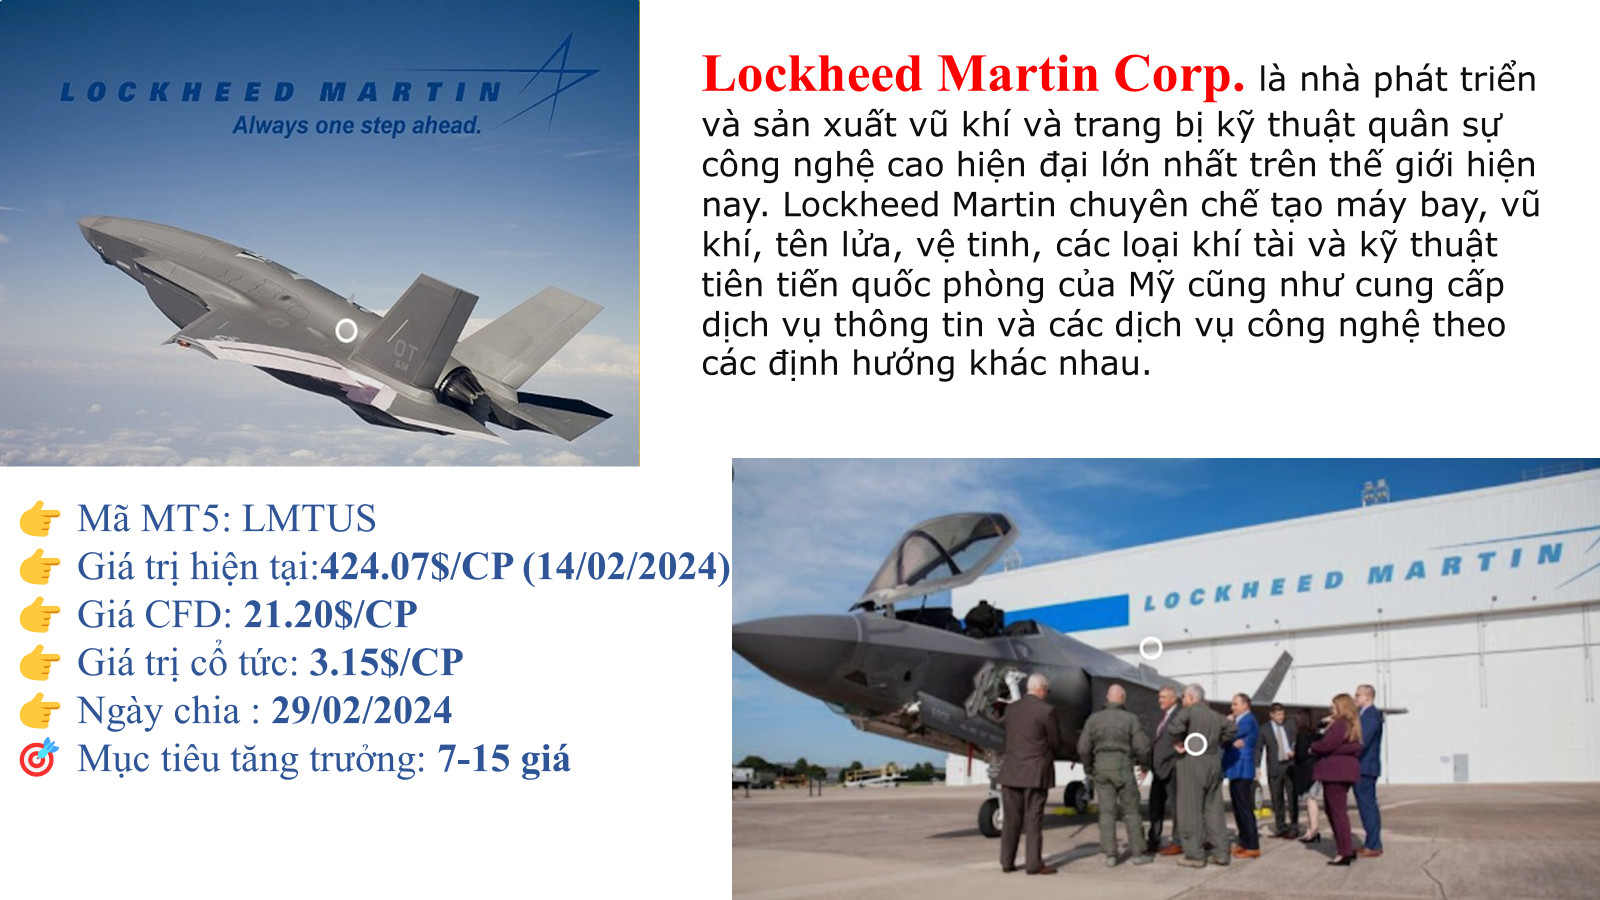 LOCKHEED MARTIN
Always one step ahead.
OT
Lockheed Martin Corp. là nhà phát triển
và sản xuất vũ khí và trang bị kỹ thuật quân sự
công nghệ cao hiện đại lớn nhất trên thế giới hiện
nay. Lockheed Martin chuyên chế tạo máy bay, vũ
khí, tên lửa, vệ tinh, các loại khí tài và kỹ thuật
tiên tiến quốc phòng của Mỹ cũng như cung cấp
dịch vụ thông tin và các dịch vụ công nghệ theo
các định hướng khác nhau.
👉 Mã MT5: LMTUS
👉 Giá trị hiện tại:424.07$/CP (14/02/2024)
👉 Giá CFD: 21.20$/CP
👉 Giá trị cổ tức: 3.15$/CP
👉 Ngày chia : 29/02/2024
🎯 Mục tiêu tăng trưởng: 7-15 giá
LOCKHEED MARTIN